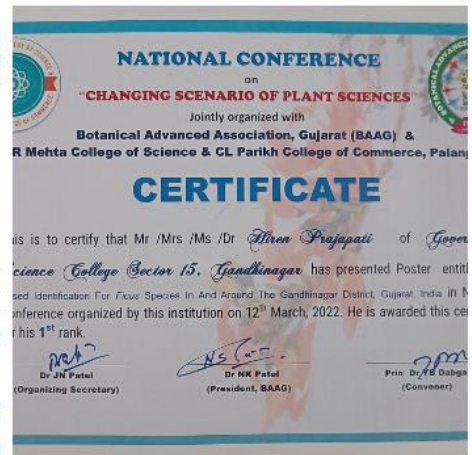 NATIONAL CONFERENCE
on
"CHANGING SCENARIO OF PLANT SCIENCES"
Jointly organized with
Botanical Advanced Association, Gujarat (BAAG) &
R Mehta College of Science & CL Parikh College of Commerce, Palan
CERTIFICATE
is is to certify that Mr /Mrs /Ms /Dr Hiren Prajapati of Gover
Science College Sector 15, Gandhinagar has presented Poster entit
sed Identification For Ficus Species In And Around The Gandhinagar District, Gujarat, India in N
onference organized by this institution on 12th March, 2022. He is awarded this cer
r his 1st rank.
Dr JN Patel
(Organizing Secretary)
Dr NK Patel
(President, BAAG)
Prin Dr YB Dabga
(Convener)